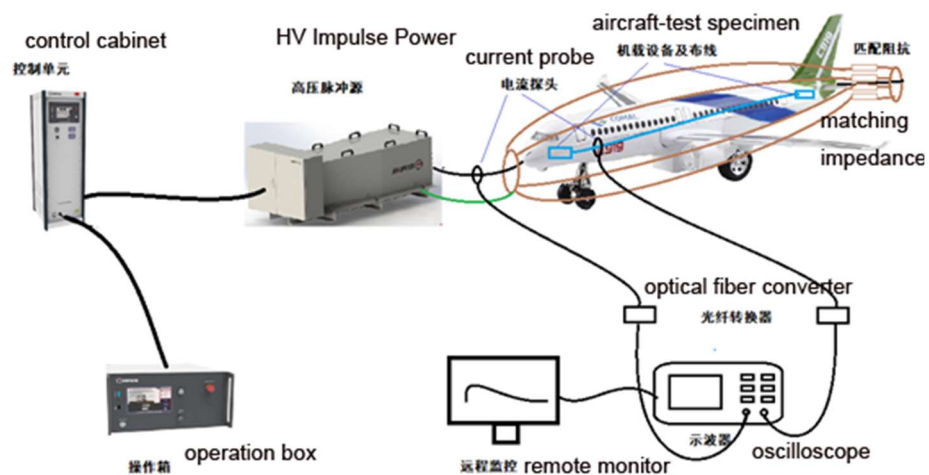 control cabinet
控制单元
HV Impulse Power
高压脉冲源
current probe
电流探头
aircraft-test specimen
机载设备及布线
匹配阻抗
matching
impedance
C919
COMAC
C919
optical fiber converter
光纤转换器
operation box
操作箱
远程监控
remote monitor
示波器
oscilloscope